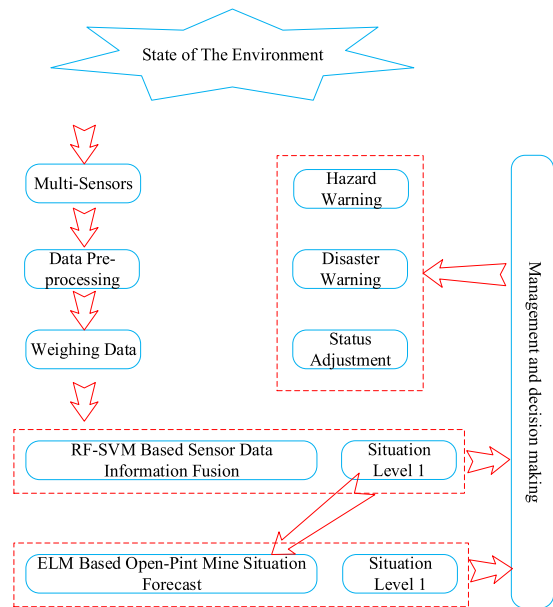 State of The Environment
Multi-Sensors
Data Pre-
processing
Weighing Data
Hazard
Warning
Disaster
Warning
Status
Adjustment
Management and decision making
RF-SVM Based Sensor Data
Information Fusion
Situation
Level 1
ELM Based Open-Pint Mine Situation
Forecast
Situation
Level 1